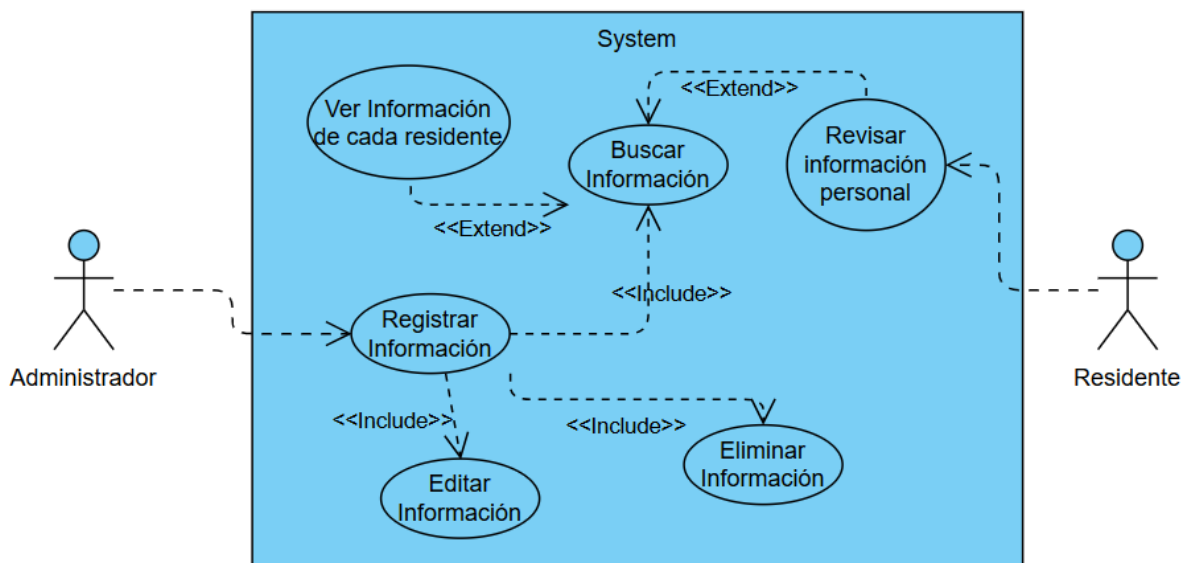 System
<<Extend>>
Ver Información
de cada residente
Buscar
Información
Revisar
información
personal
<<Extend>>
<<Include>>
Registrar
Información
Administrador
Residente
<<Include>>
<<Include>>
Eliminar
Información
Editar
Información